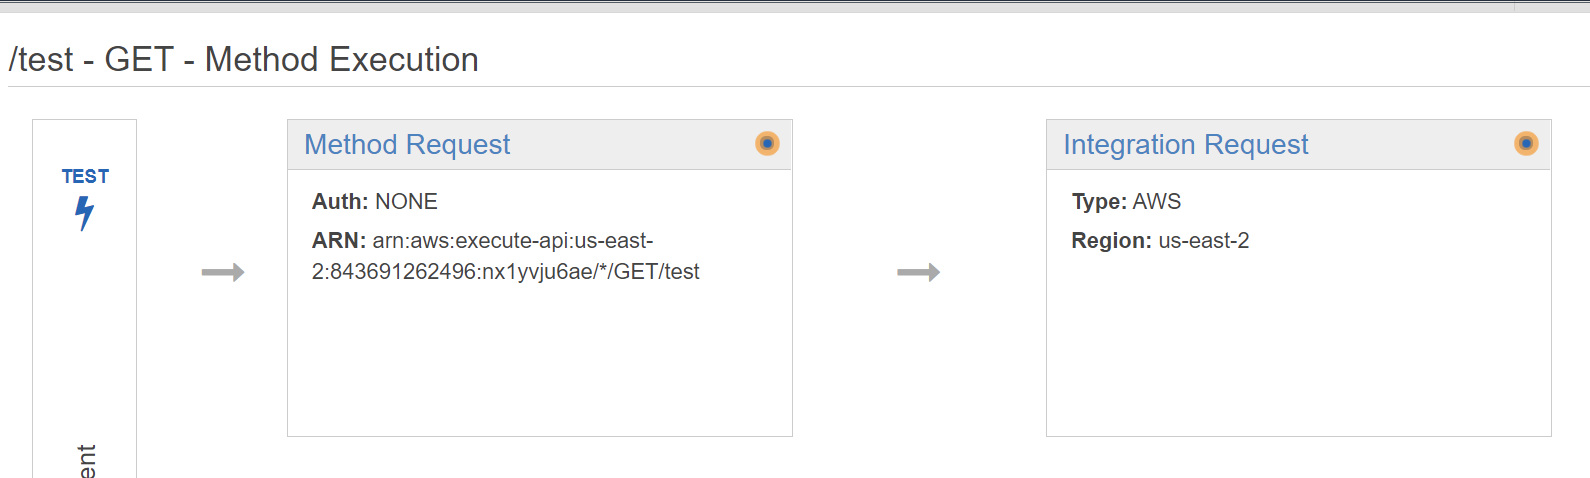 /test - GET - Method Execution
TEST
Method Request
Auth: NONE
ARN: arn:aws:execute-api:us-east-
2:843691262496:nx1yvju6ae/*/GET/test
Integration Request
Type: AWS
Region: us-east-2